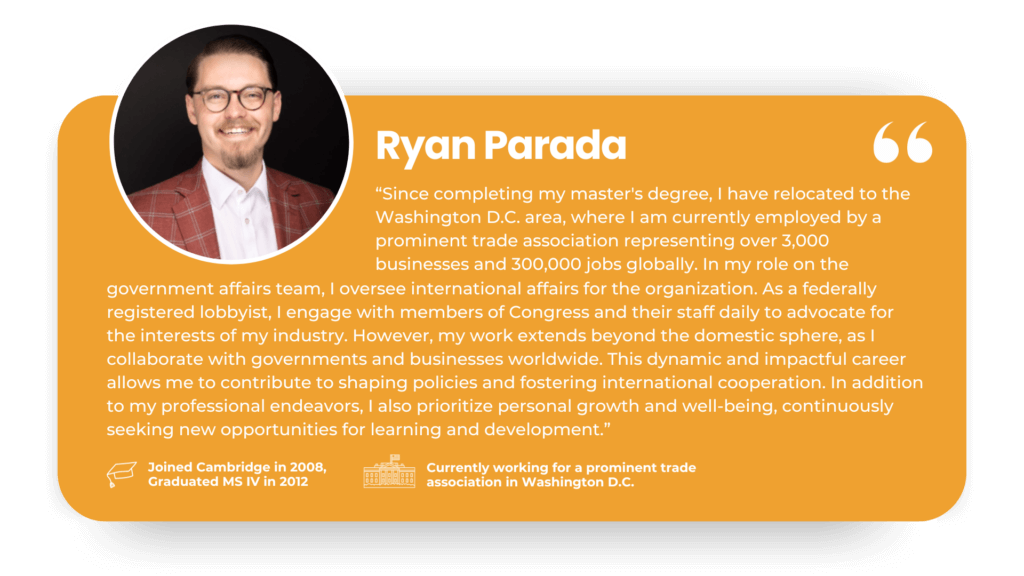 Ryan Parada
“Since completing my master's degree, I have relocated to the
Washington D.C. area, where I am currently employed by a
prominent trade association representing over 3,000
businesses and 300,000 jobs globally. In my role on the
government affairs team, I oversee international affairs for the organization. As a federally
registered lobbyist, I engage with members of Congress and their staff daily to advocate for
the interests of my industry. However, my work extends beyond the domestic sphere, as I
collaborate with governments and businesses worldwide. This dynamic and impactful career
allows me to contribute to shaping policies and fostering international cooperation. In addition
to my professional endeavors, I also prioritize personal growth and well-being, continuously
seeking new opportunities for learning and development.”
Joined Cambridge in 2008,
Graduated MS IV in 2012
Currently working for a prominent trade
association in Washington D.C.